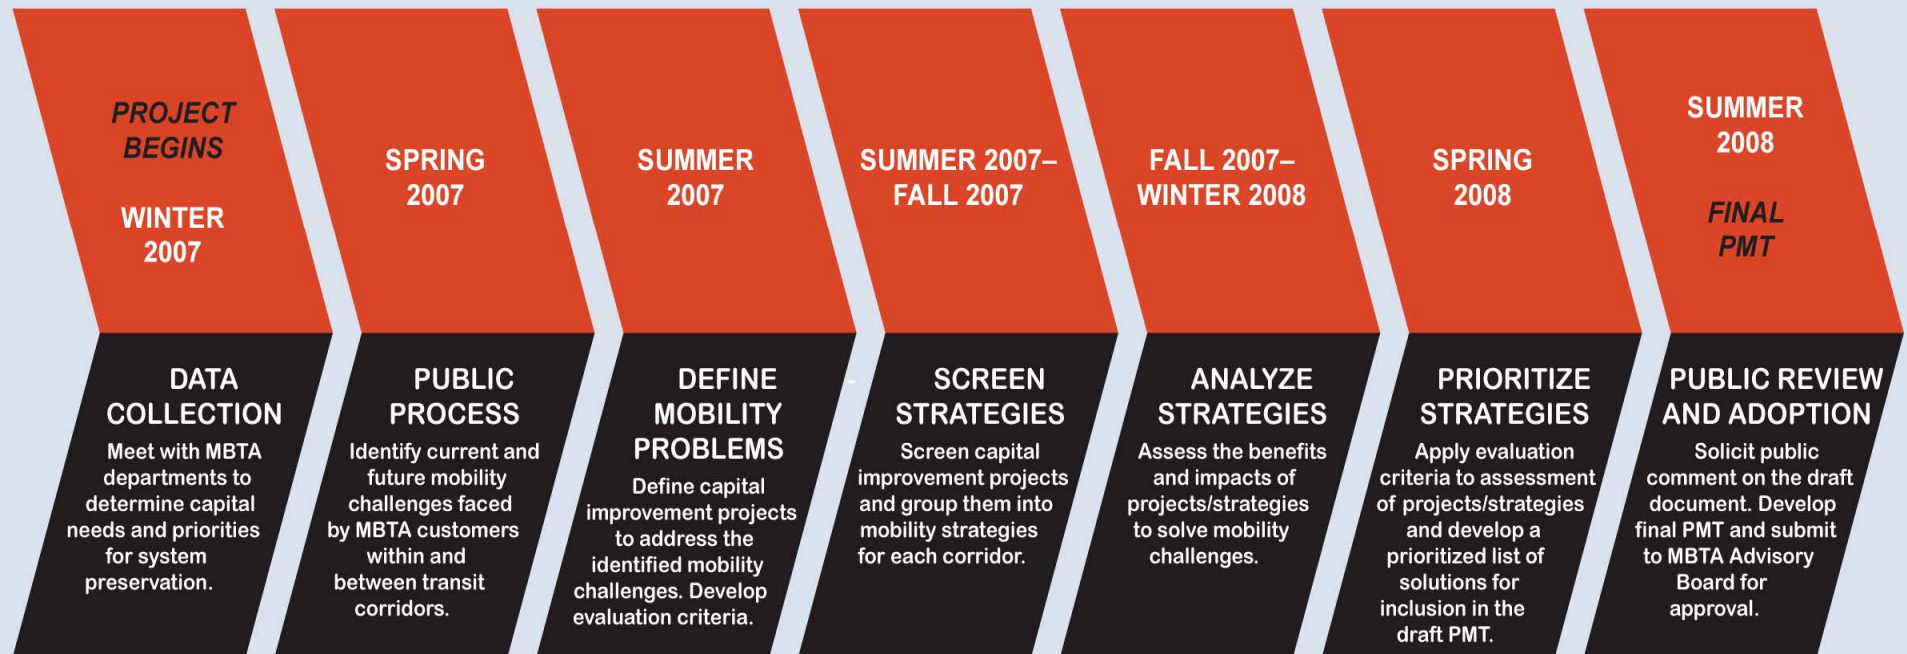 PROJECT
BEGINS
WINTER
2007
DATA
COLLECTION
Meet with MBTA
departments to
determine capital
needs and priorities
for system
preservation.
SPRING
2007
PUBLIC
PROCESS
Identify current and
future mobility
challenges faced
by MBTA customers
within and
between transit
corridors.
SUMMER
2007
DEFINE
MOBILITY
PROBLEMS
Define capital
improvement projects
to address the
identified mobility
challenges. Develop
evaluation criteria.
SUMMER 2007–
FALL 2007
SCREEN
STRATEGIES
Screen capital
improvement projects
and group them into
mobility strategies
for each corridor.
FALL 2007–
WINTER 2008
ANALYZE
STRATEGIES
Assess the benefits
and impacts of
projects/strategies
to solve mobility
challenges.
SPRING
2008
PRIORITIZE
STRATEGIES
Apply evaluation
criteria to assessment
of projects/strategies
and develop a
prioritized list of
solutions for
inclusion in the
draft PMT.
SUMMER
2008
FINAL
PMT
PUBLIC REVIEW
AND ADOPTION
Solicit public
comment on the draft
document. Develop
final PMT and submit
to MBTA Advisory
Board for
approval.